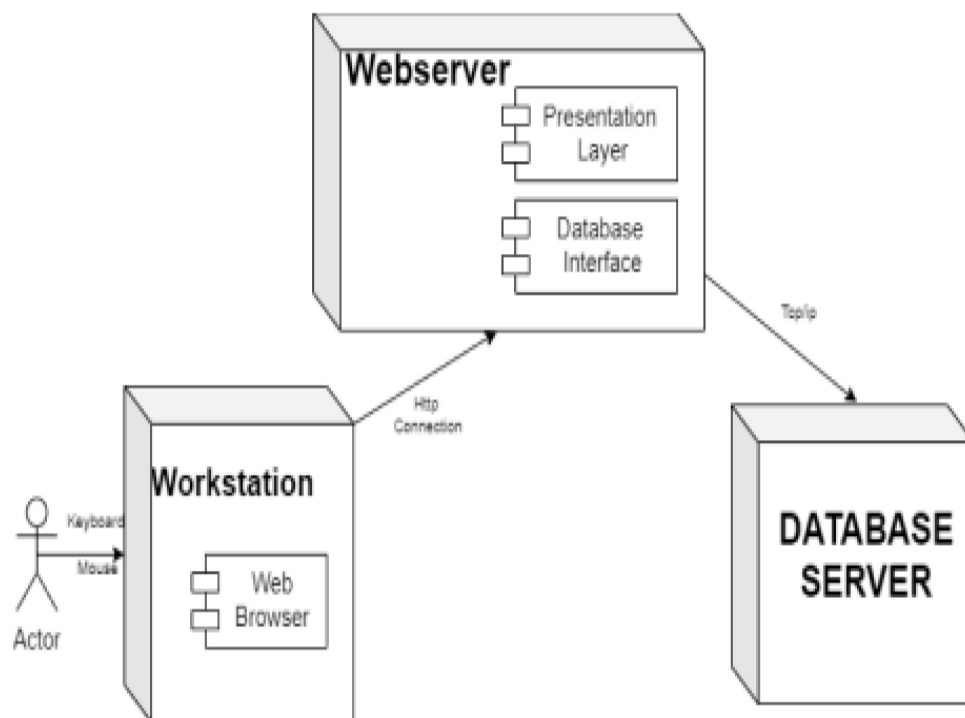 Webserver
Presentation
Layer
Database
Interface
Tcp/ip
Http
Connection
Workstation
Keyboard
Mouse
Web
Browser
Actor
DATABASE
SERVER